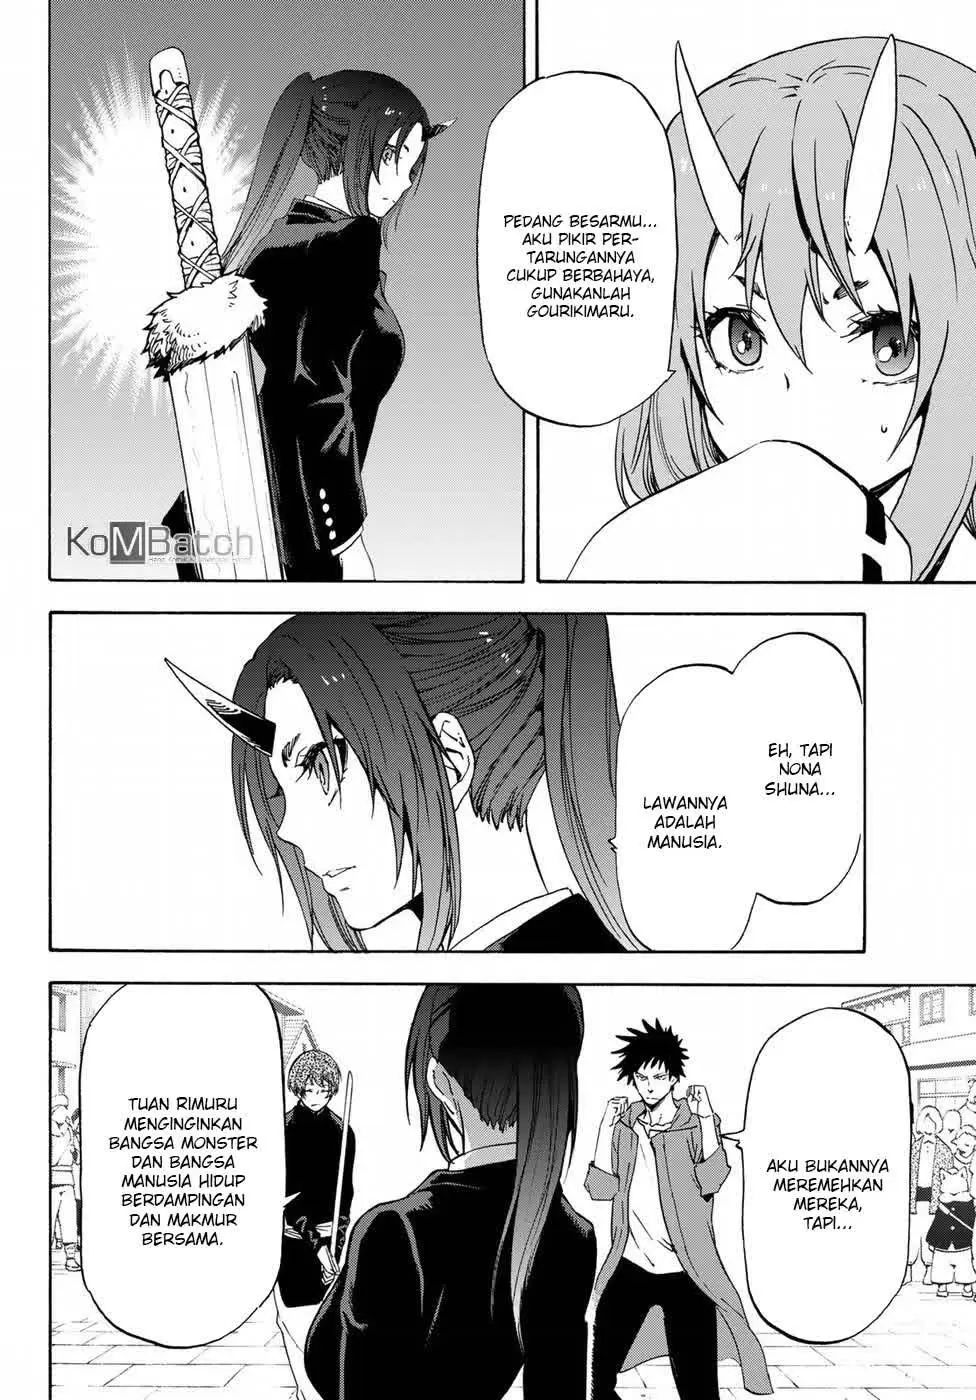 PEDANG BESARMU...
AKU PIKIR PER-
TARUNGANNYA
CUKUP BERBAHAYA,
GUNAKANLAH
GOURIKIMARU.
KoMBatch
EH, TAPI
NONA
SHUNA...
LAWANNYA
ADALAH
MANUSIA.
AKU BUKANNYA
MEREMEHKAN
MEREKA,
TAPI...
TUAN RIMURU
MENGINGINKAN
BANGSA MONSTER
DAN BANGSA
MANUSIA HIDUP
BERDAMPINGAN
DAN MAKMUR
BERSAMA.